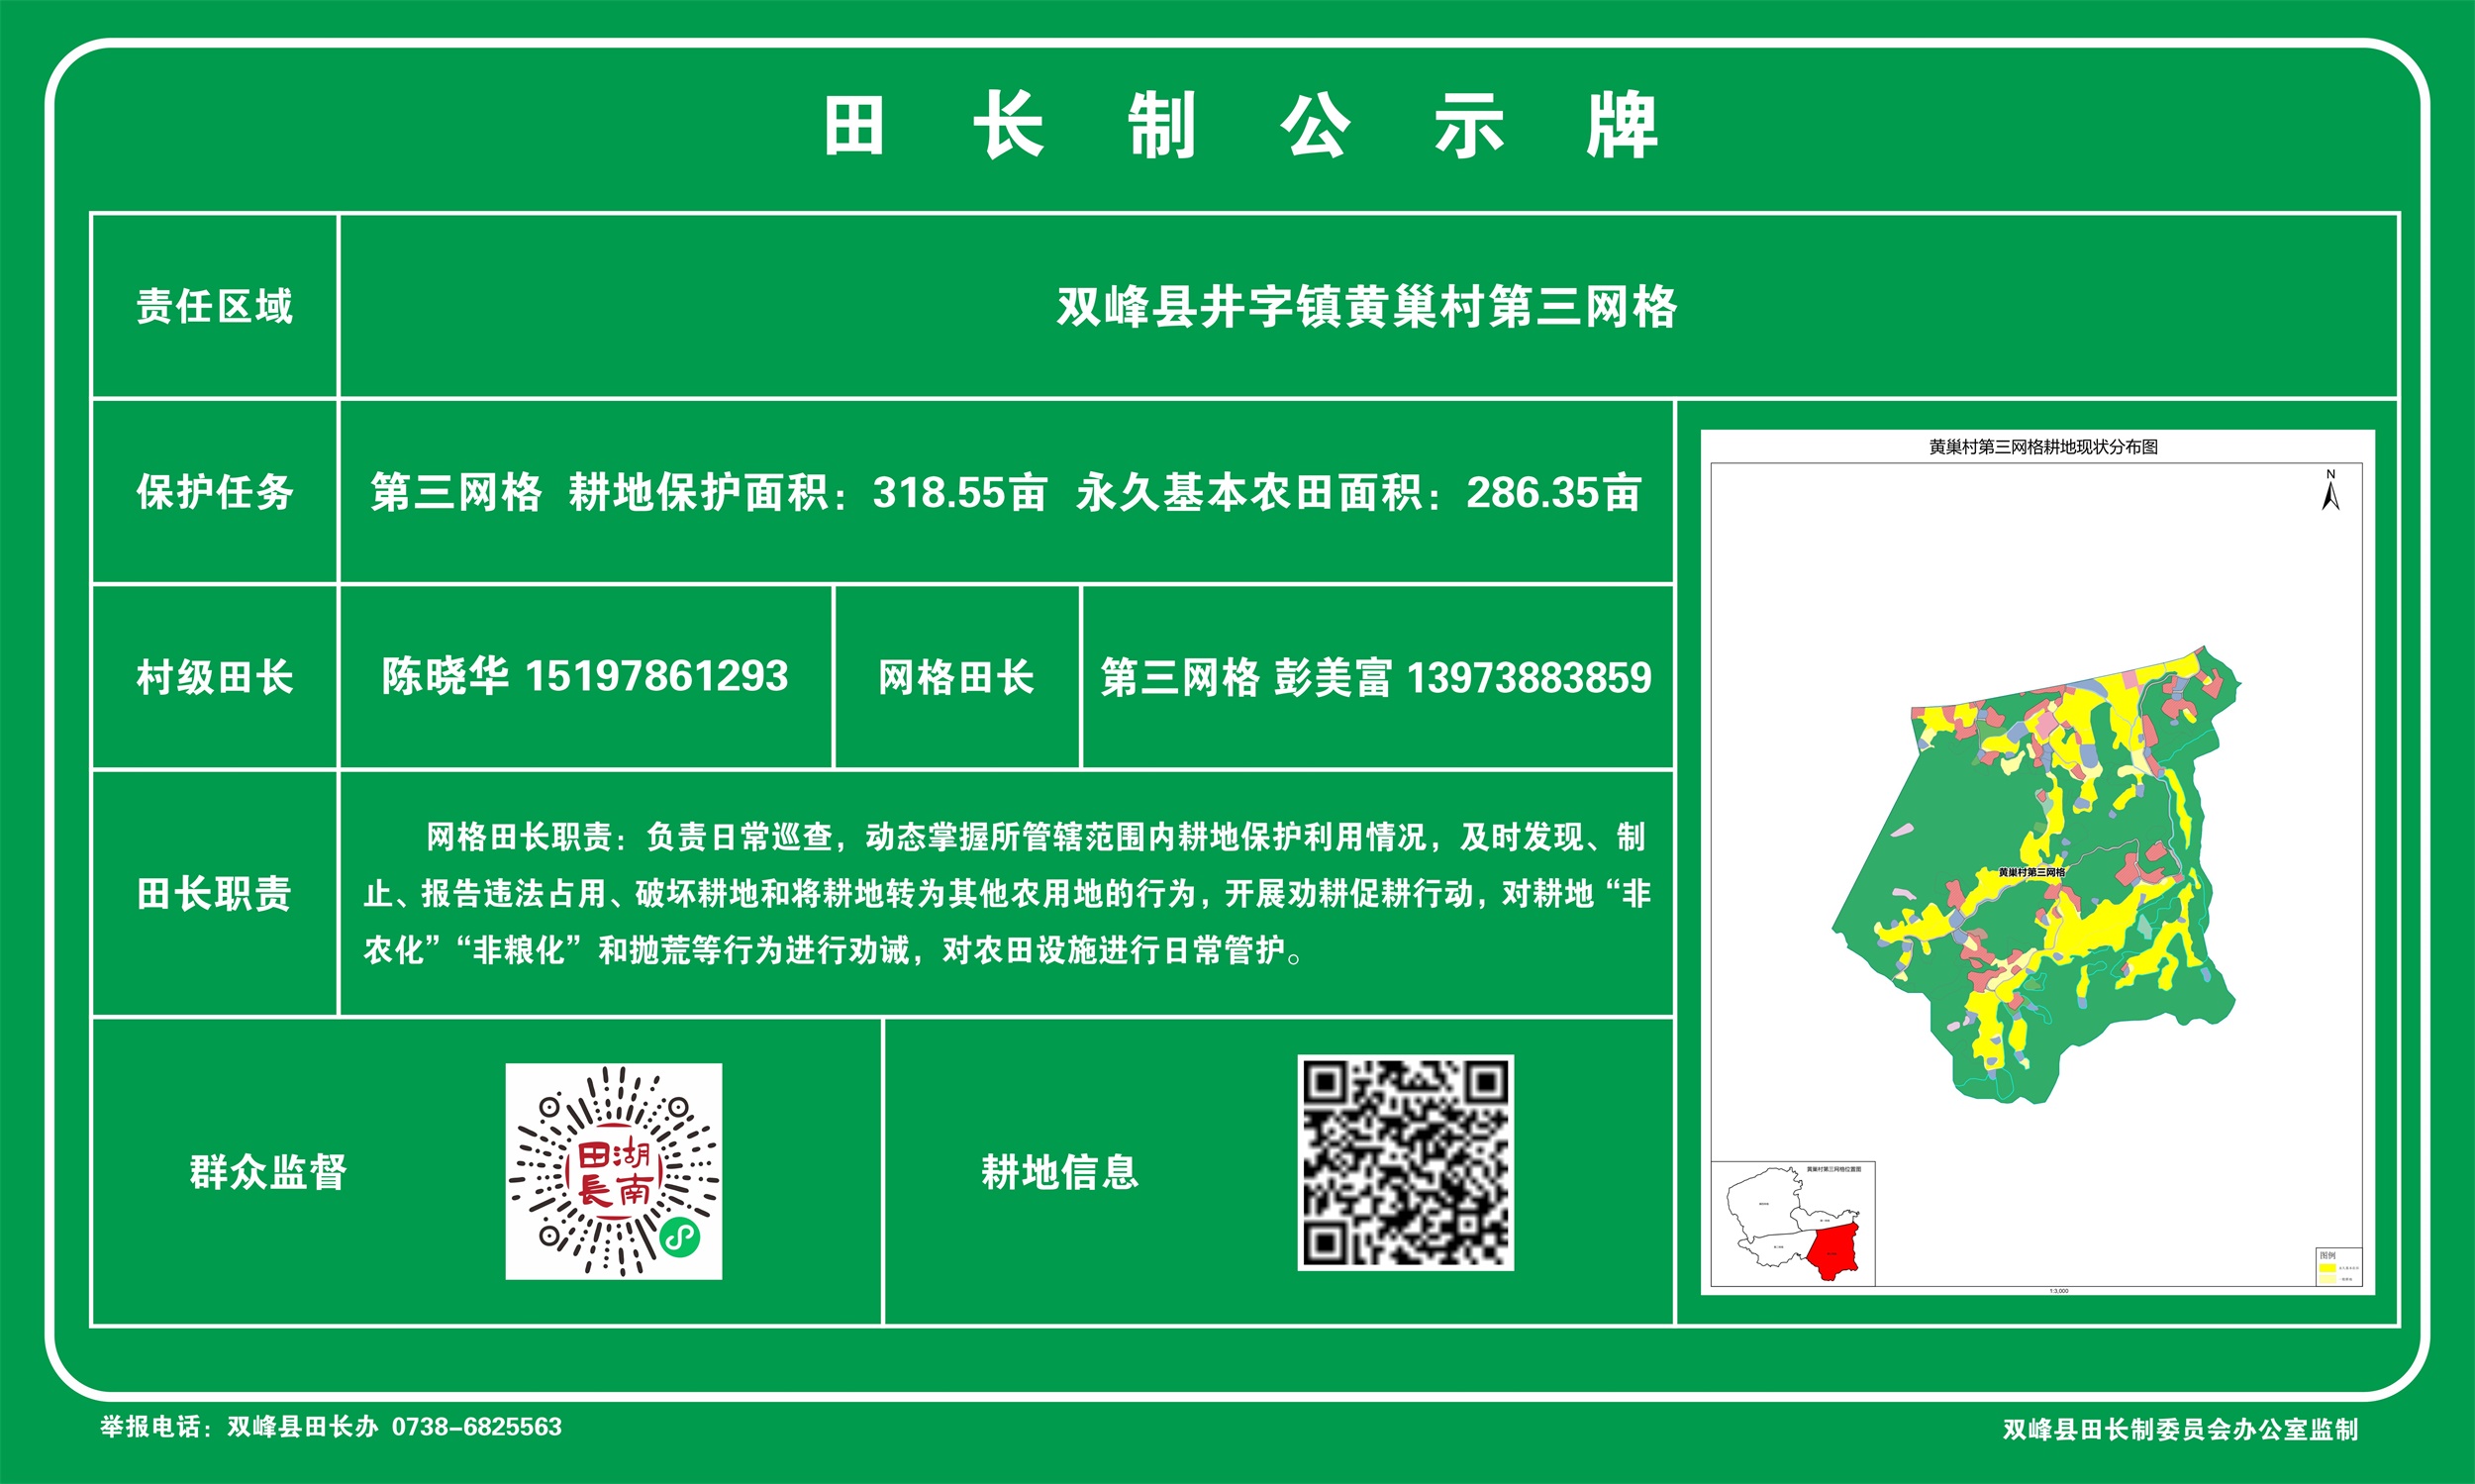 田长制公示牌
责任区域
双峰县井字镇黄巢村第三网格
保护任务
第三网格 耕地保护面积：318.55亩 永久基本农田面积：286.35亩
村级田长
陈晓华 15197861293
网格田长
第三网格 彭美富 13973883859
田长职责
网格田长职责：负责日常巡查，动态掌握所管辖范围内耕地保护利用情况，及时发现、制
止、报告违法占用、破坏耕地和将耕地转为其他农用地的行为，开展劝耕促耕行动，对耕地“非
农化”“非粮化”和抛荒等行为进行劝诫，对农田设施进行日常管护。
群众监督
湖南
田長
耕地信息
黄巢村第三网格耕地现状分布图
N
黄巢村第三网格
黄巢村第三网格位置图
图例
1:3,000
举报电话：双峰县田长办 0738-6825563
双峰县田长制委员会办公室监制